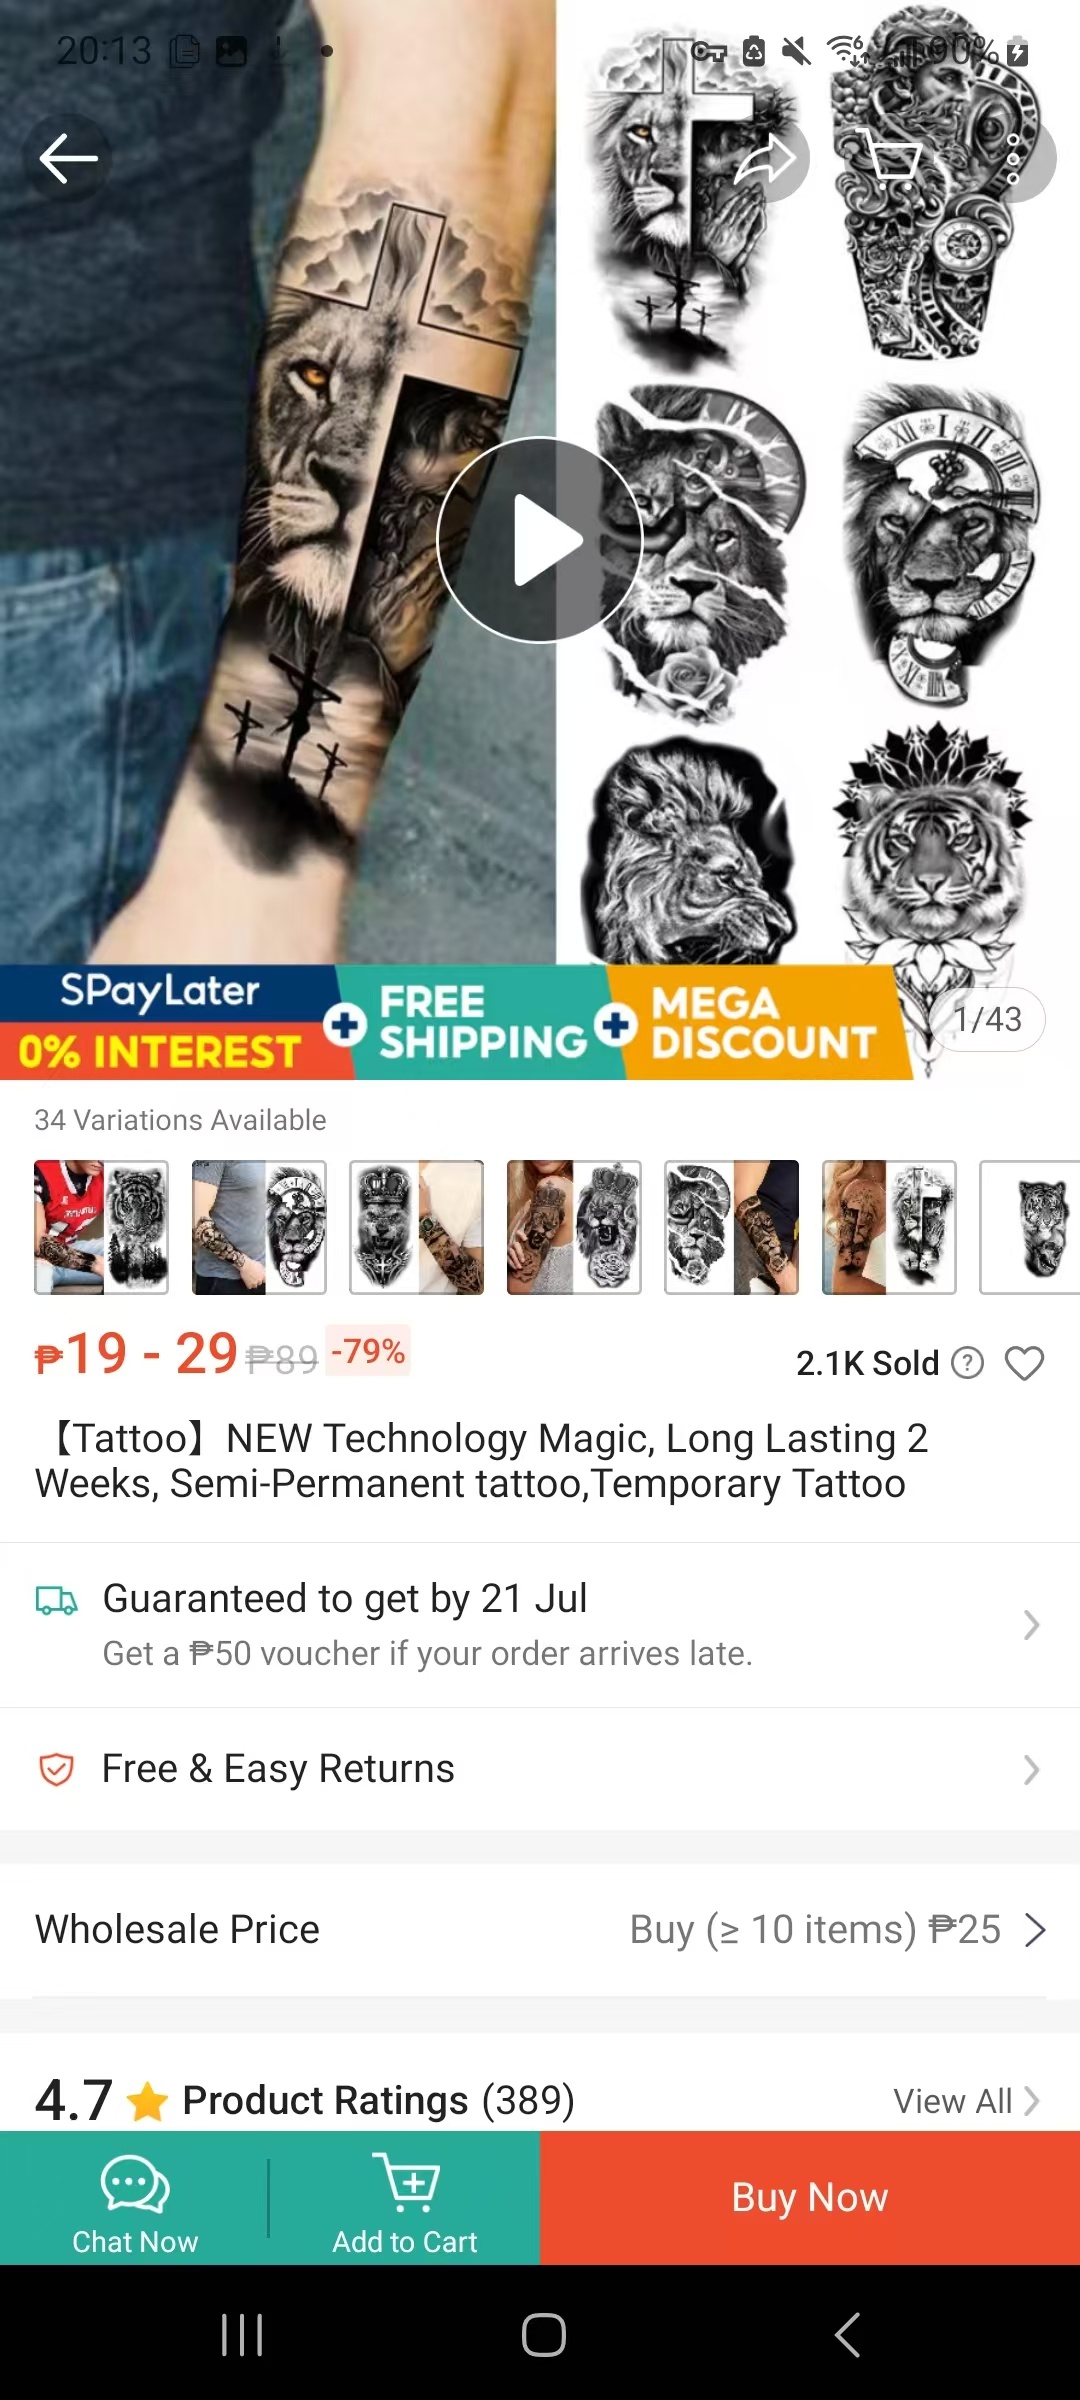 20:13
90%
SPayLater
0% INTEREST
FREE
SHIPPING
MEGA
DISCOUNT
1/43
34 Variations Available
₱19 - 29 ₱89 -79%
2.1K Sold
【Tattoo】NEW Technology Magic, Long Lasting 2
Weeks, Semi-Permanent tattoo,Temporary Tattoo
Guaranteed to get by 21 Jul
Get a ₱50 voucher if your order arrives late.
Free & Easy Returns
Wholesale Price
Buy (≥ 10 items) ₱25
4.7 Product Ratings (389)
View All
Chat Now
Add to Cart
Buy Now